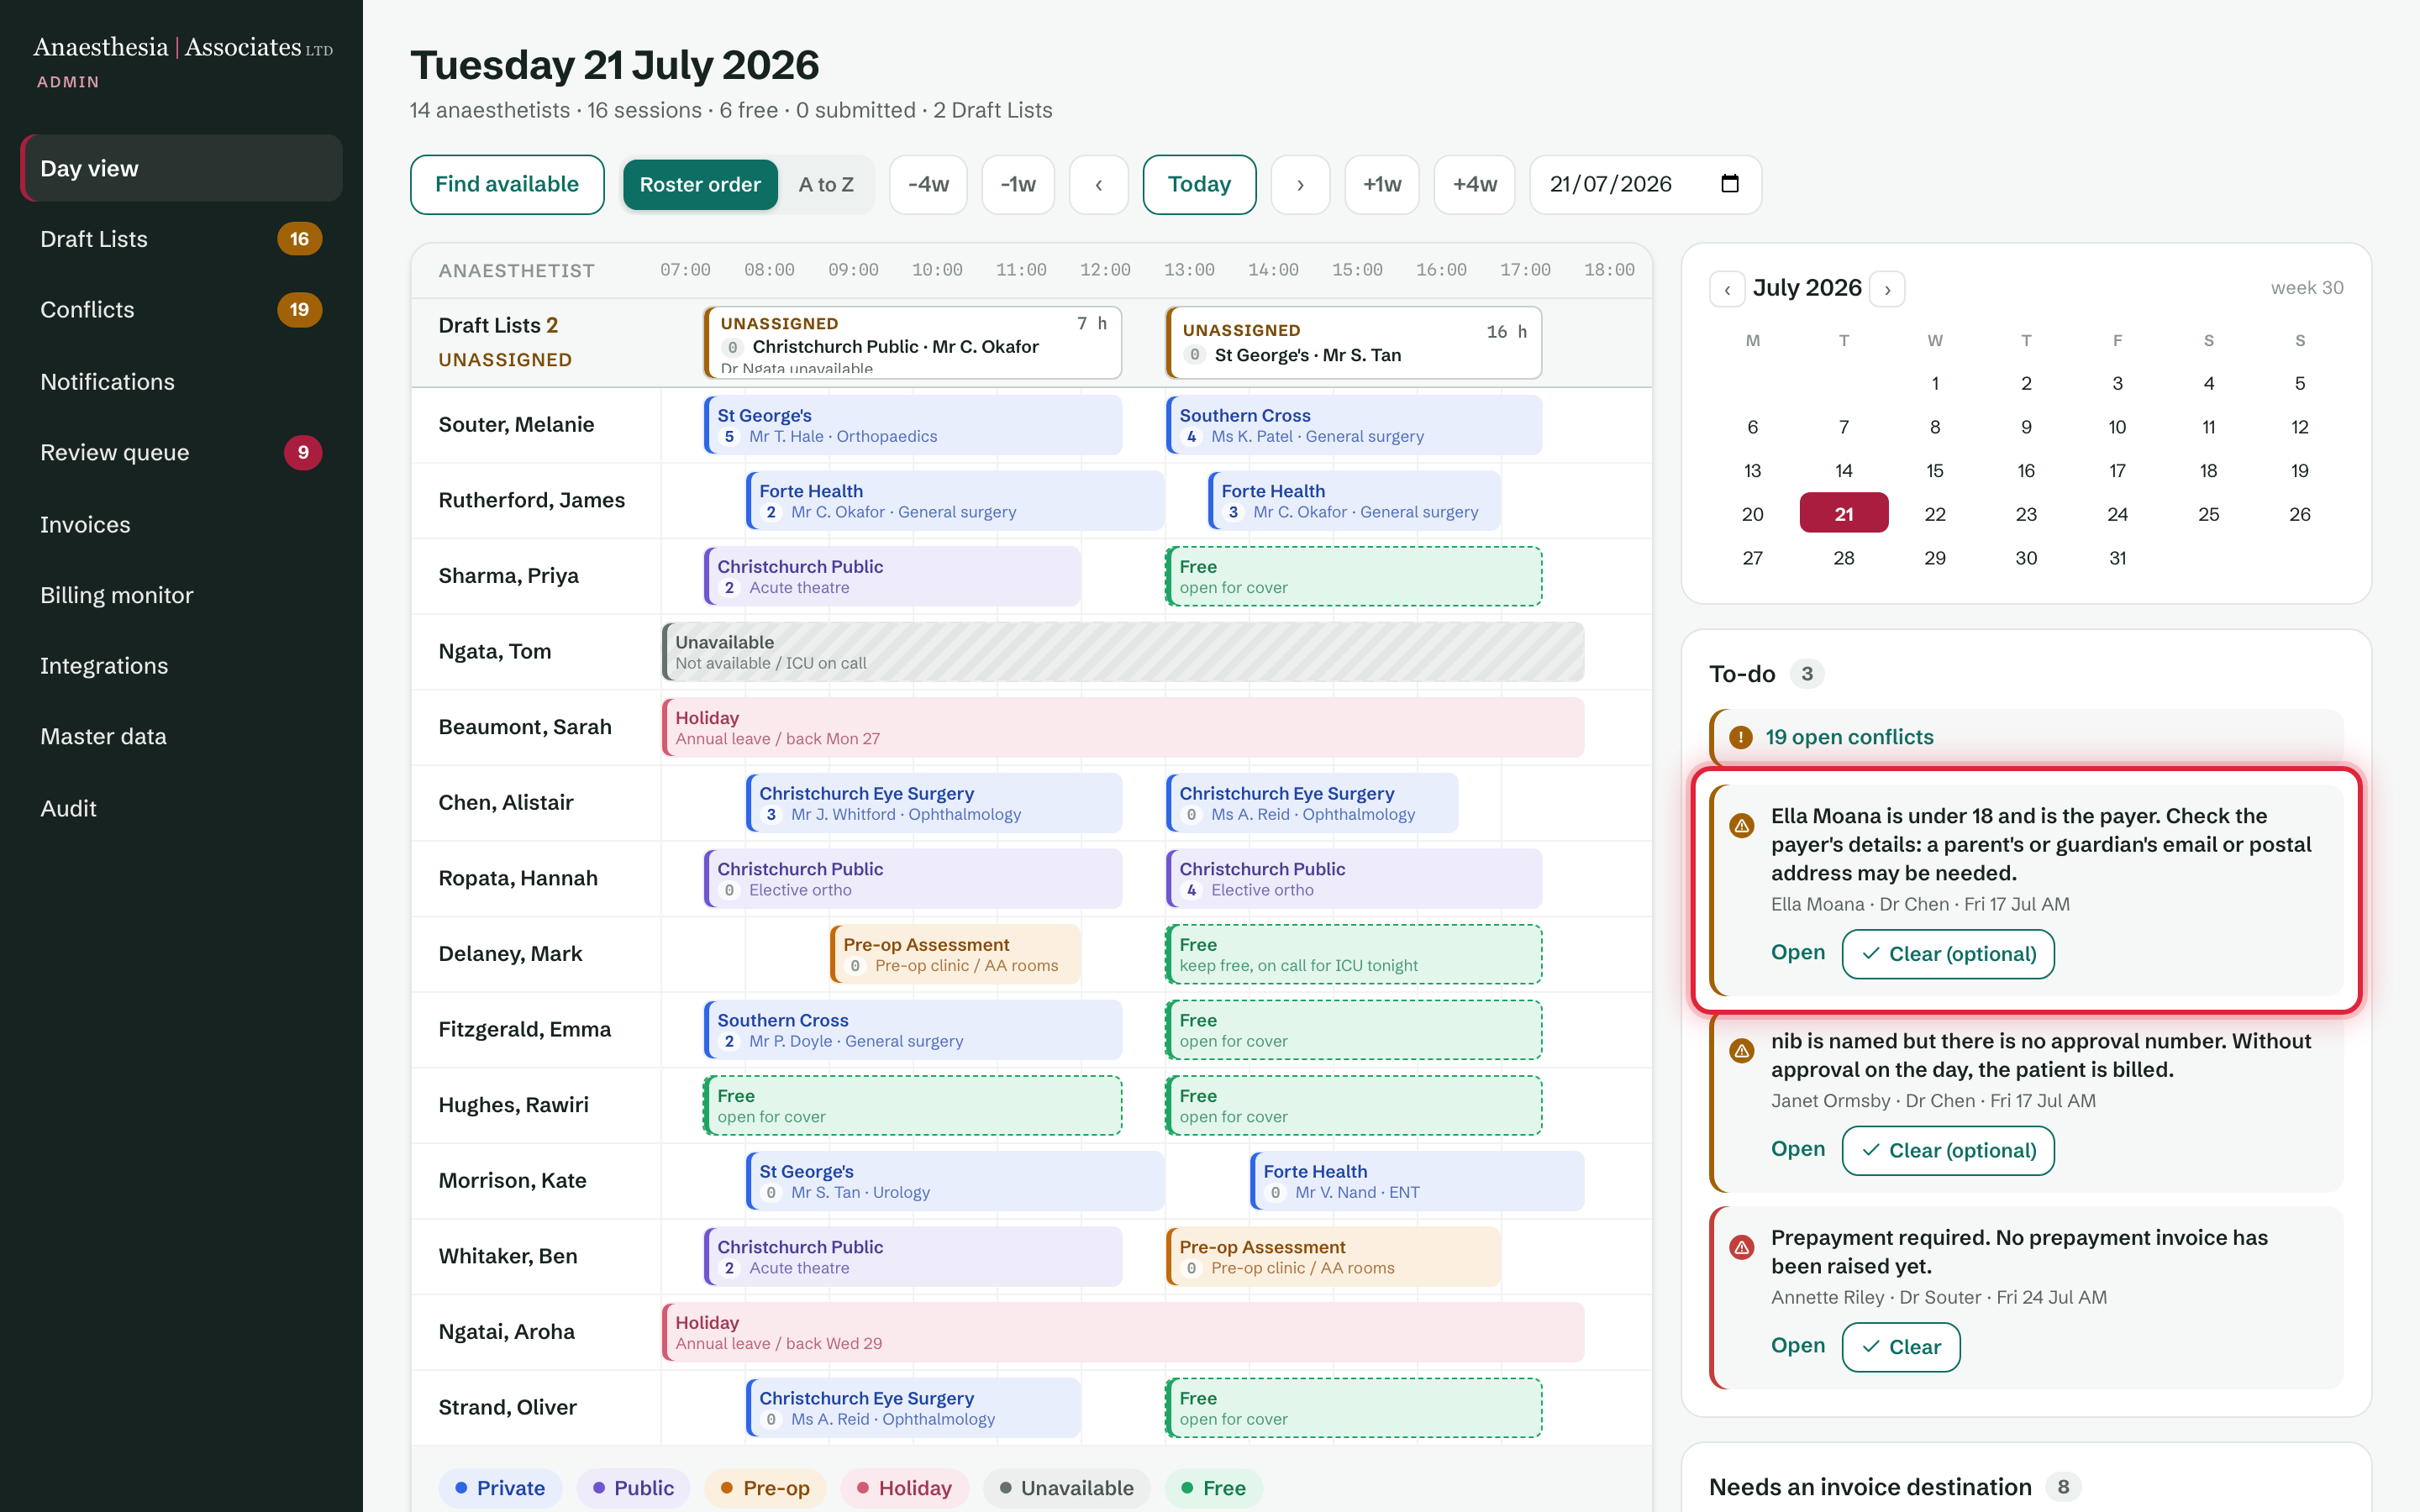 Anaesthesia | Associates LTD
ADMIN
Day view
Draft Lists 16
Conflicts 19
Notifications
Review queue 9
Invoices
Billing monitor
Integrations
Master data
Audit
Tuesday 21 July 2026
14 anaesthetists · 16 sessions · 6 free · 0 submitted · 2 Draft Lists
Find available Roster order A to Z -4w -1w ‹ Today › +1w +4w 21/07/2026
ANAESTHETIST 07:00 08:00 09:00 10:00 11:00 12:00 13:00 14:00 15:00 16:00 17:00 18:00
Draft Lists 2
UNASSIGNED
UNASSIGNED 7 h
0 Christchurch Public · Mr C. Okafor
Dr Ngata unavailable
UNASSIGNED 16 h
0 St George's · Mr S. Tan
Souter, Melanie
St George's
5 Mr T. Hale · Orthopaedics
Southern Cross
4 Ms K. Patel · General surgery
Rutherford, James
Forte Health
2 Mr C. Okafor · General surgery
Forte Health
3 Mr C. Okafor · General surgery
Sharma, Priya
Christchurch Public
2 Acute theatre
Free
open for cover
Ngata, Tom
Unavailable
Not available / ICU on call
Beaumont, Sarah
Holiday
Annual leave / back Mon 27
Chen, Alistair
Christchurch Eye Surgery
3 Mr J. Whitford · Ophthalmology
Christchurch Eye Surgery
0 Ms A. Reid · Ophthalmology
Ropata, Hannah
Christchurch Public
0 Elective ortho
Christchurch Public
4 Elective ortho
Delaney, Mark
Pre-op Assessment
0 Pre-op clinic / AA rooms
Free
keep free, on call for ICU tonight
Fitzgerald, Emma
Southern Cross
2 Mr P. Doyle · General surgery
Free
open for cover
Hughes, Rawiri
Free
open for cover
Free
open for cover
Morrison, Kate
St George's
0 Mr S. Tan · Urology
Forte Health
0 Mr V. Nand · ENT
Whitaker, Ben
Christchurch Public
2 Acute theatre
Pre-op Assessment
0 Pre-op clinic / AA rooms
Ngatai, Aroha
Holiday
Annual leave / back Wed 29
Strand, Oliver
Christchurch Eye Surgery
0 Ms A. Reid · Ophthalmology
Free
open for cover
Private Public Pre-op Holiday Unavailable Free
‹ July 2026 › week 30
M T W T F S S
1 2 3 4 5
6 7 8 9 10 11 12
13 14 15 16 17 18 19
20 21 22 23 24 25 26
27 28 29 30 31
To-do 3
19 open conflicts
Ella Moana is under 18 and is the payer. Check the
payer's details: a parent's or guardian's email or postal
address may be needed.
Ella Moana · Dr Chen · Fri 17 Jul AM
Open ✓ Clear (optional)
nib is named but there is no approval number. Without
approval on the day, the patient is billed.
Janet Ormsby · Dr Chen · Fri 17 Jul AM
Open ✓ Clear (optional)
Prepayment required. No prepayment invoice has
been raised yet.
Annette Riley · Dr Souter · Fri 24 Jul AM
Open ✓ Clear
Needs an invoice destination 8